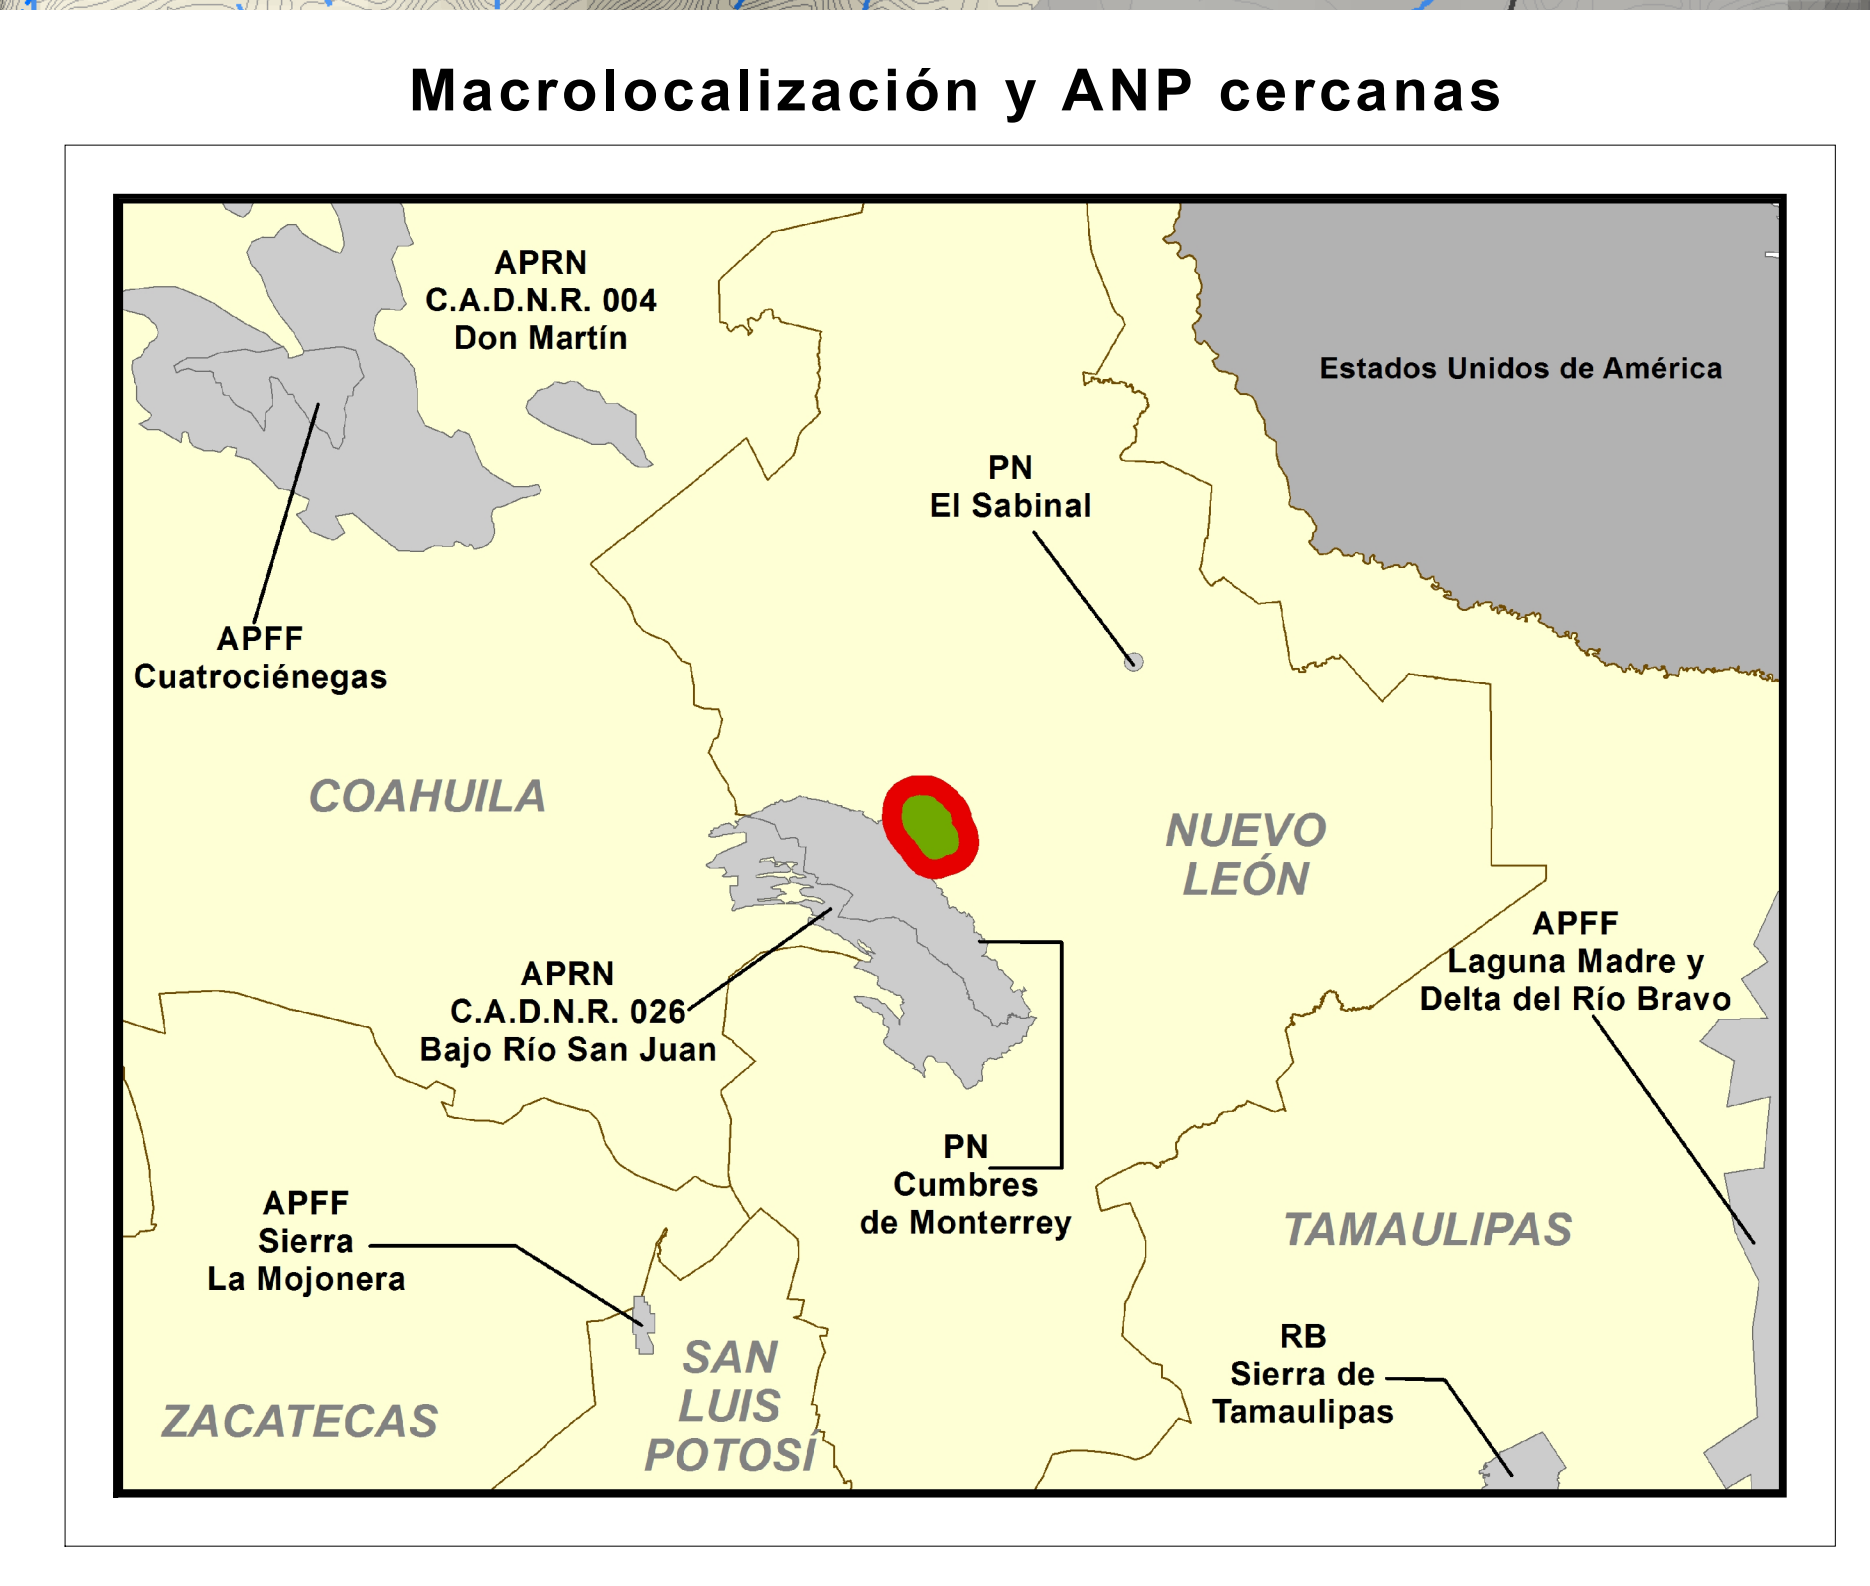 Macrolocalización y ANP cercanas
APRN
C.A.D.N.R. 004
Don Martín
Estados Unidos de América
PN
El Sabinal
APFF
Cuatrociénegas
COAHUILA
NUEVO
LEÓN
APFF
Laguna Madre y
Delta del Río Bravo
APRN
C.A.D.N.R. 026
Bajo Río San Juan
PN
Cumbres
de Monterrey
APFF
Sierra
La Mojonera
TAMAULIPAS
SAN
LUIS
POTOSÍ
RB
Sierra de
Tamaulipas
ZACATECAS